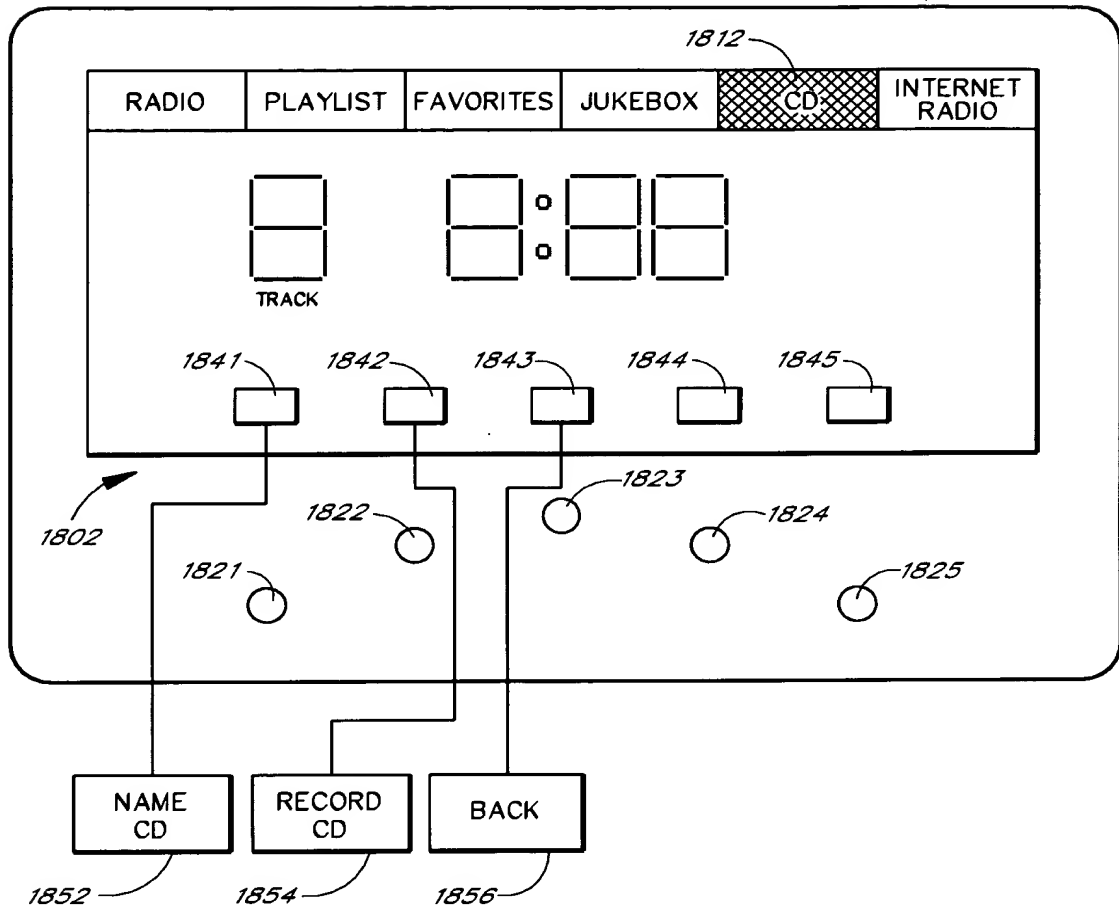 1812
RADIO
PLAYLIST
FAVORITES
JUKEBOX
CD
INTERNET
RADIO
TRACK
1841
1842
1843
1844
1845
1802
1821
1822
1823
1824
1825
NAME
CD
RECORD
CD
BACK
1852
1854
1856